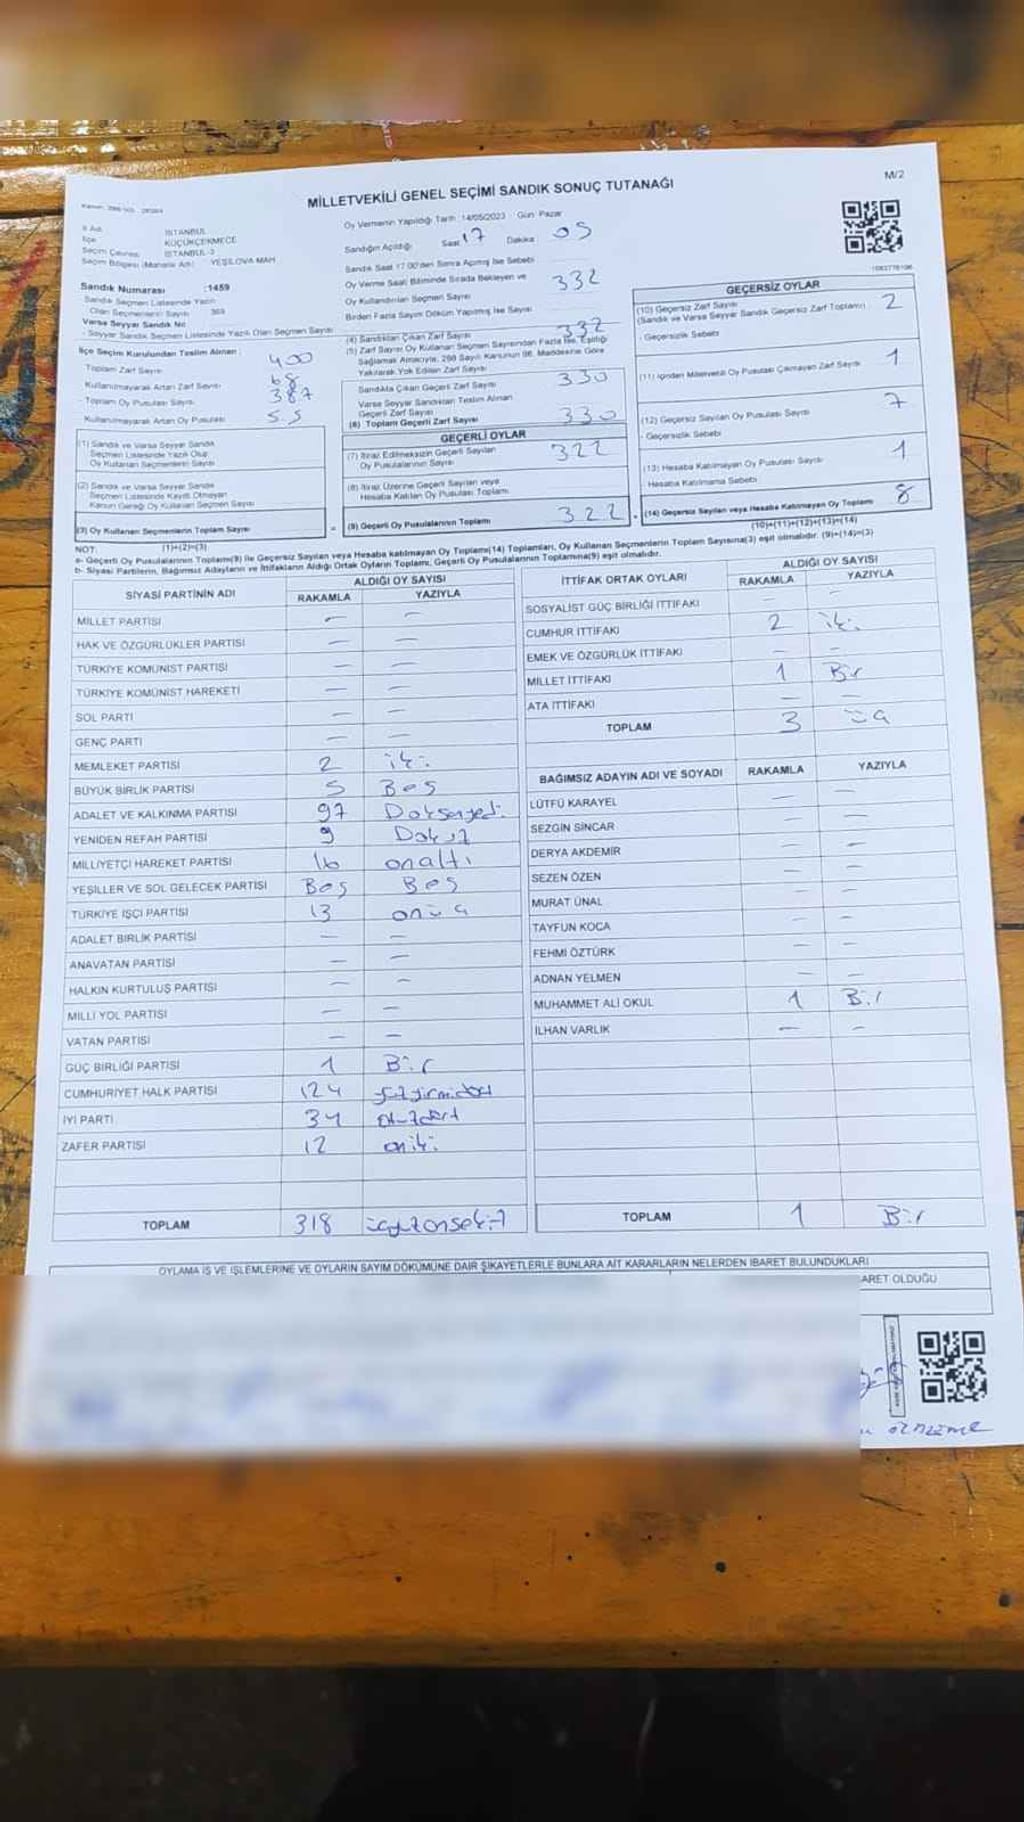 M/2
MİLLETVEKİLİ GENEL SEÇİMİ SANDIK SONUÇ TUTANAĞI
İl Adı İSTANBUL
İlçe KÜÇÜKÇEKMECE
Seçim Çevresi İSTANBUL-3
Seçim Bölgesi (Mahalle Adı) YEŞİLOVA MAH
Sandık Numarası :1459
Sandık Seçmen Listesinde Yazılı
Olan Seçmenlerin Sayısı 369
Varsa Seyyar Sandık No
- Seyyar Sandık Seçmen Listesinde Yazılı Olan Seçmen Sayısı
İlçe Seçim Kurulundan Teslim Alınan :
Toplam Zarf Sayısı 400
Kullanılmayarak Artan Zarf Sayısı 68
Toplam Oy Pusulası Sayısı 387
Kullanılmayarak Artan Oy Pusulası 55
(1) Sandık ve Varsa Seyyar Sandık
Seçmen Listesinde Yazılı Olup
Oy Kullanan Seçmenlerin Sayısı
(2) Sandık ve Varsa Seyyar Sandık
Seçmen Listesinde Kayıtlı Olmayan
Kanun Gereği Oy Kullanan Seçmen Sayısı
(3) Oy Kullanan Seçmenlerin Toplam Sayısı
(1)+(2)=(3)
Oy Vermenin Yapıldığı Tarih :14/05/2023 Gün Pazar
Sandığın Açıldığı Saat 17 Dakika 05
Sandık Saat 17.00'den Sonra Açılmış İse Sebebi
Oy Verme Saati Bitiminde Sırada Bekleyen ve
Oy Kullandırılan Seçmen Sayısı 332
Birden Fazla Sayım Döküm Yapılmış İse Sayısı
(4) Sandıktan Çıkan Zarf Sayısı 332
(5) Zarf Sayısı Oy Kullanan Seçmen Sayısından Fazla İse, Eşitliği
Sağlamak Amacıyla, 298 Sayılı Kanunun 98. Maddesine Göre
Yakılarak Yok Edilen Zarf Sayısı
Sandıkta Çıkan Geçerli Zarf Sayısı 330
Varsa Seyyar Sandıktan Teslim Alınan
Geçerli Zarf Sayısı
(6) Toplam Geçerli Zarf Sayısı 330
GEÇERLİ OYLAR
(7) İtiraz Edilmeksizin Geçerli Sayılan
Oy Pusulalarının Sayısı 322
(8) İtiraz Üzerine Geçerli Sayılan veya
Hesaba Katılan Oy Pusulası Toplamı
(9) Geçerli Oy Pusulalarının Toplamı 322
GEÇERSİZ OYLAR
(10) Geçersiz Zarf Sayısı
(Sandık ve Varsa Seyyar Sandık Geçersiz Zarf Toplamı) 2
- Geçersizlik Sebebi
(11) İçinden Milletvekili Oy Pusulası Çıkmayan Zarf Sayısı 1
(12) Geçersiz Sayılan Oy Pusulası Sayısı 7
- Geçersizlik Sebebi
(13) Hesaba Katılmayan Oy Pusulası Sayısı 1
- Hesaba Katılmama Sebebi
(14) Geçersiz Sayılan veya Hesaba Katılmayan Oy Toplamı 8
(10)+(11)+(12)+(13)=(14)
NOT:
a- Geçerli Oy Pusulalarının Toplamı(9) ile Geçersiz Sayılan veya Hesaba katılmayan Oy Toplamı(14) Toplamları, Oy Kullanan Seçmenlerin Toplam Sayısına(3) eşit olmalıdır. (9)+(14)=(3)
b- Siyasi Partilerin, Bağımsız Adayların ve İttifakların Aldığı Ortak Oyların Toplamı; Geçerli Oy Pusulalarının Toplamına(9) eşit olmalıdır.
SİYASİ PARTİNİN ADI ALDIĞI OY SAYISI
RAKAMLA YAZIYLA
MİLLET PARTİSİ — —
HAK VE ÖZGÜRLÜKLER PARTİSİ — —
TÜRKİYE KOMÜNİST PARTİSİ — —
TÜRKİYE KOMÜNİST HAREKETİ — —
SOL PARTİ — —
GENÇ PARTİ — —
MEMLEKET PARTİSİ 2 iki
BÜYÜK BİRLİK PARTİSİ 5 Beş
ADALET VE KALKINMA PARTİSİ 97 Doksanyedi
YENİDEN REFAH PARTİSİ 9 Dokuz
MİLLİYETÇİ HAREKET PARTİSİ 16 onaltı
YEŞİLLER VE SOL GELECEK PARTİSİ Beş Beş
TÜRKİYE İŞÇİ PARTİSİ 13 onüç
ADALET BİRLİK PARTİSİ — —
ANAVATAN PARTİSİ — —
HALKIN KURTULUŞ PARTİSİ — —
MİLLİ YOL PARTİSİ — —
VATAN PARTİSİ — —
GÜÇ BİRLİĞİ PARTİSİ 1 Bir
CUMHURİYET HALK PARTİSİ 124 yüzyirmidört
İYİ PARTİ 34 otuzdört
ZAFER PARTİSİ 12 oniki
TOPLAM 318 üçyüzonsekiz
İTTİFAK ORTAK OYLARI ALDIĞI OY SAYISI
RAKAMLA YAZIYLA
SOSYALİST GÜÇ BİRLİĞİ İTTİFAKI — —
CUMHUR İTTİFAKI 2 iki
EMEK VE ÖZGÜRLÜK İTTİFAKI — —
MİLLET İTTİFAKI 1 Bir
ATA İTTİFAKI — —
TOPLAM 3 üç
BAĞIMSIZ ADAYIN ADI VE SOYADI RAKAMLA YAZIYLA
LÜTFÜ KARAYEL — —
SEZGİN SİNCAR — —
DERYA AKDEMİR — —
SEZEN ÖZEN — —
MURAT ÜNAL — —
TAYFUN KOCA — —
FEHMİ ÖZTÜRK — —
ADNAN YELMEN — —
MUHAMMET ALİ OKUL 1 Bir
İLHAN VARLIK — —
TOPLAM 1 Bir
OYLAMA İŞ VE İŞLEMLERİNE VE OYLARIN SAYIM DÖKÜMÜNE DAİR ŞİKAYETLERLE BUNLARA AİT KARARLARIN NELERDEN İBARET BULUNDUKLARI
ARET OLDUĞU